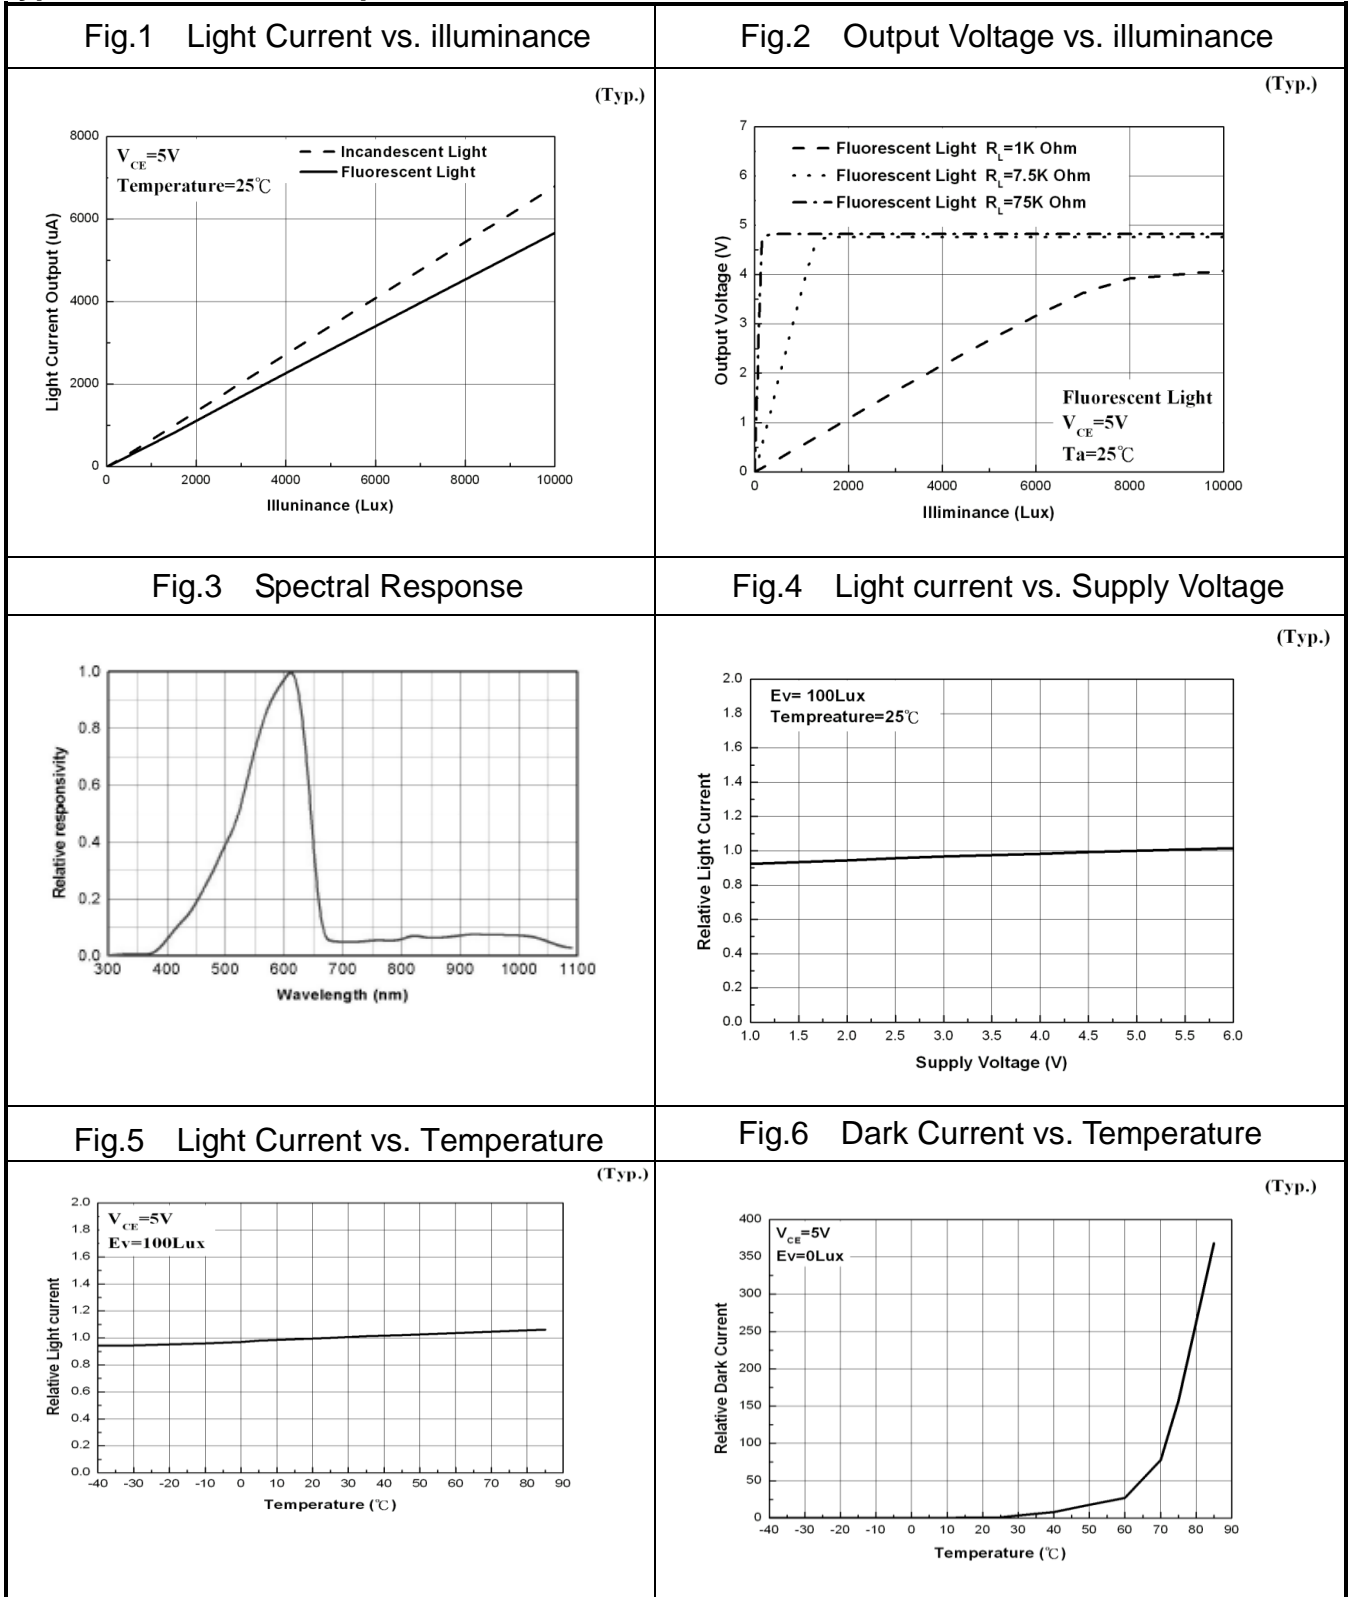 Fig.1 Light Current vs. illuminance
(Typ.)
8000
6000
4000
2000
0
Light Current Output (uA)
V_CE=5V
Temperature=25℃
Incandescent Light
Fluorescent Light
0 2000 4000 6000 8000 10000
Illuninance (Lux)
Fig.2 Output Voltage vs. illuminance
(Typ.)
7
6
5
4
3
2
1
0
Output Voltage (V)
Fluorescent Light R_L=1K Ohm
Fluorescent Light R_L=7.5K Ohm
Fluorescent Light R_L=75K Ohm
Fluorescent Light
V_CE=5V
Ta=25℃
0 2000 4000 6000 8000 10000
Illiminance (Lux)
Fig.3 Spectral Response
1.0
0.8
0.6
0.4
0.2
0.0
Relative responsivity
300 400 500 600 700 800 900 1000 1100
Wavelength (nm)
Fig.4 Light current vs. Supply Voltage
(Typ.)
2.0
1.8
1.6
1.4
1.2
1.0
0.8
0.6
0.4
0.2
0.0
Relative Light Current
Ev= 100Lux
Tempreature=25℃
1.0 1.5 2.0 2.5 3.0 3.5 4.0 4.5 5.0 5.5 6.0
Supply Voltage (V)
Fig.5 Light Current vs. Temperature
(Typ.)
2.0
1.8
1.6
1.4
1.2
1.0
0.8
0.6
0.4
0.2
0.0
Relative Light current
V_CE=5V
Ev=100Lux
-40 -30 -20 -10 0 10 20 30 40 50 60 70 80 90
Temperature (℃)
Fig.6 Dark Current vs. Temperature
(Typ.)
400
350
300
250
200
150
100
50
0
Relative Dark Current
V_CE=5V
Ev=0Lux
-40 -30 -20 -10 0 10 20 30 40 50 60 70 80 90
Temperature (℃)